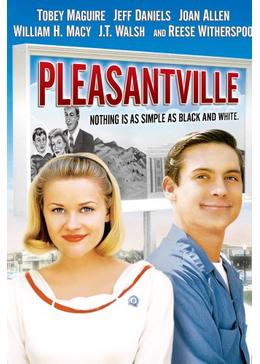 TOBEY MAGUIRE JEFF DANIELS JOAN ALLEN
WILLIAM H. MACY J.T. WALSH AND REESE WITHERSPOO
PLEASANTVILLE
NOTHING IS AS SIMPLE AS BLACK AND WHITE.